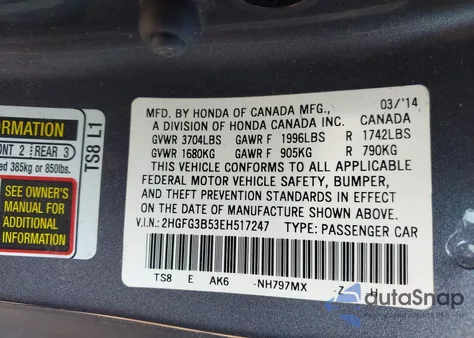 MFD. BY HONDA OF CANADA MFG., 03/'14
A DIVISION OF HONDA CANADA INC. CANADA
GVWR 3704LBS GAWR F 1996LBS R 1742LBS
GVWR 1680KG GAWR F 905KG R 790KG
THIS VEHICLE CONFORMS TO ALL APPLICABLE
FEDERAL MOTOR VEHICLE SAFETY, BUMPER,
AND THEFT PREVENTION STANDARDS IN EFFECT
ON THE DATE OF MANUFACTURE SHOWN ABOVE.
V.I.N.: 2HGFG3B53EH517247 TYPE: PASSENGER CAR
TS8 E AK6 -NH797MX -Z H
ORMATION
ONT 2 REAR 3
ed 385kg or 850lbs.
SEE OWNER'S
MANUAL FOR
ADDITIONAL
INFORMATION
TS8 L1
autaSnap